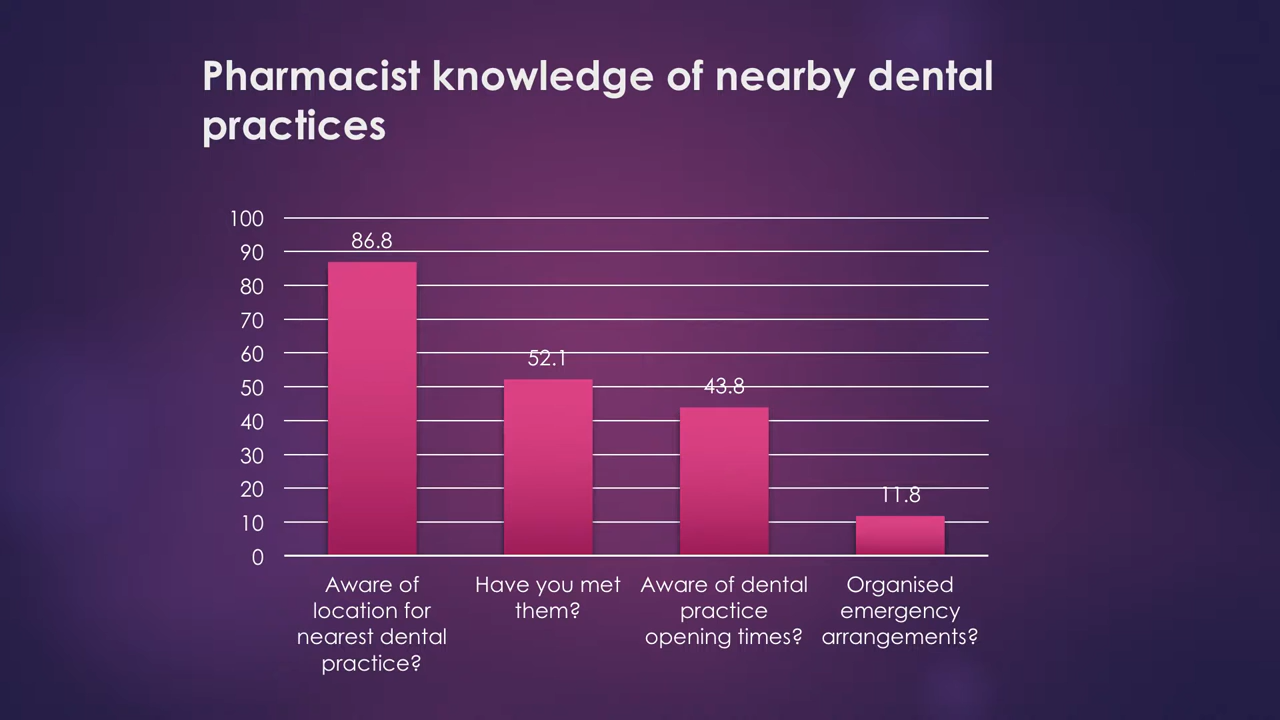 Pharmacist knowledge of nearby dental
practices
100
90
80
70
60
50
40
30
20
10
0
86.8
52.1
43.8
11.8
Aware of
location for
nearest dental
practice?
Have you met
them?
Aware of dental
practice
opening times?
Organised
emergency
arrangements?